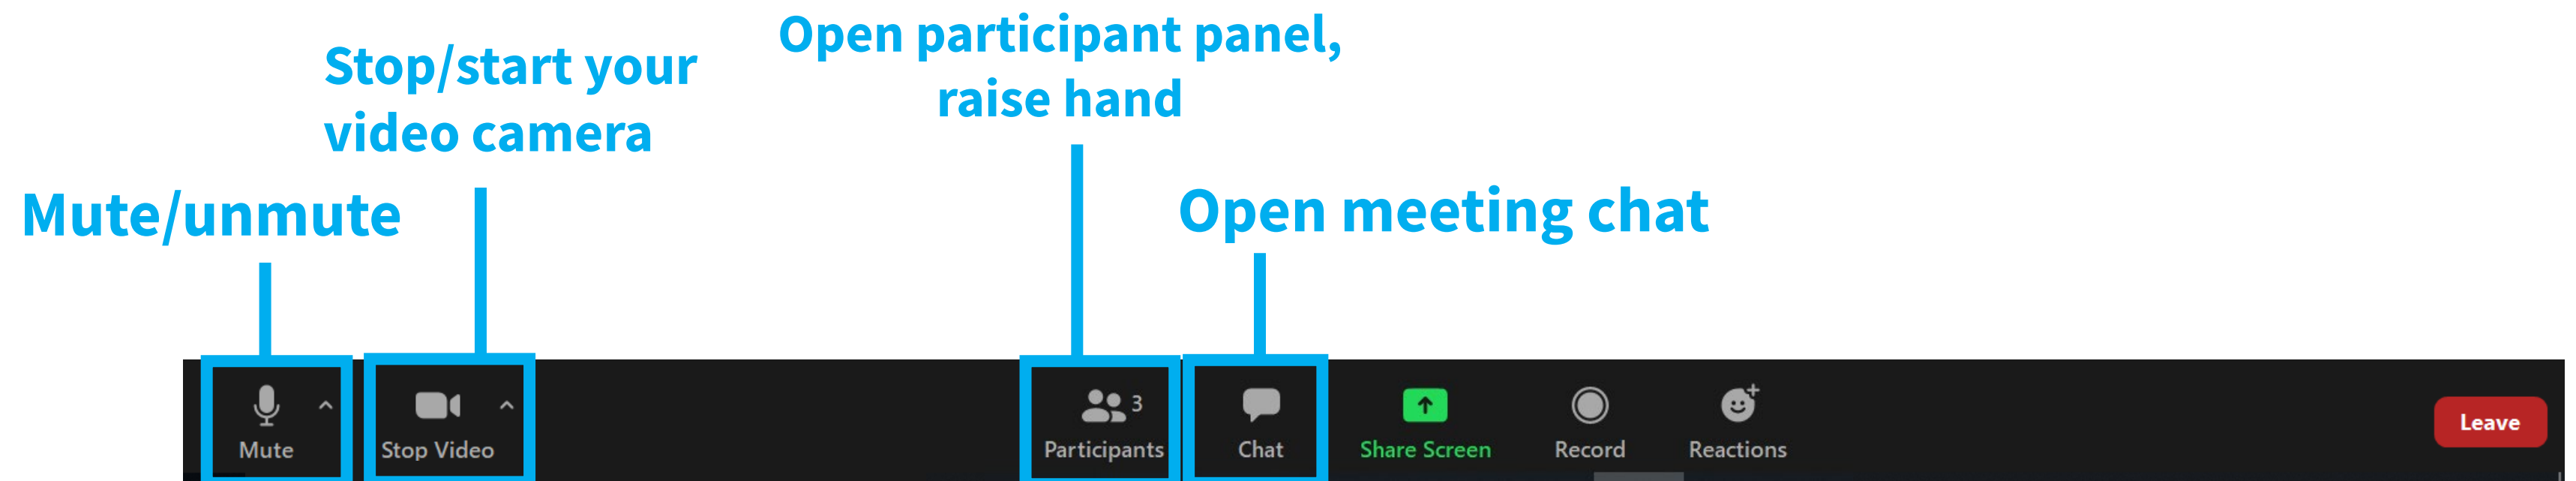 Open participant panel,
raise hand
Stop/start your
video camera
Mute/unmute
Open meeting chat
Mute
Stop Video
3
Participants
Chat
Share Screen
Record
Reactions
Leave